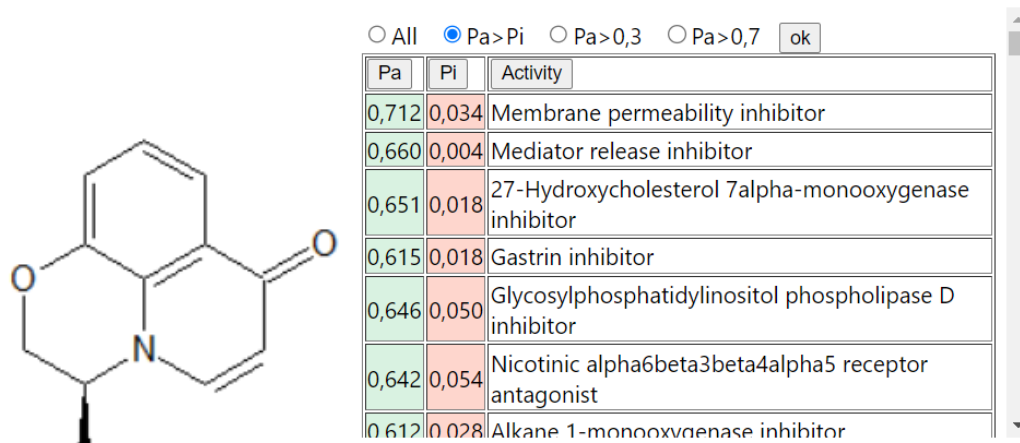 All Pa>Pi Pa>0,3 Pa>0,7 ok
Pa Pi Activity
0,712 0,034 Membrane permeability inhibitor
0,660 0,004 Mediator release inhibitor
0,651 0,018 27-Hydroxycholesterol 7alpha-monooxygenase
inhibitor
0,615 0,018 Gastrin inhibitor
0,646 0,050 Glycosylphosphatidylinositol phospholipase D
inhibitor
0,642 0,054 Nicotinic alpha6beta3beta4alpha5 receptor
antagonist
0,612 0,028 Alkane 1-monooxygenase inhibitor
O
O
N